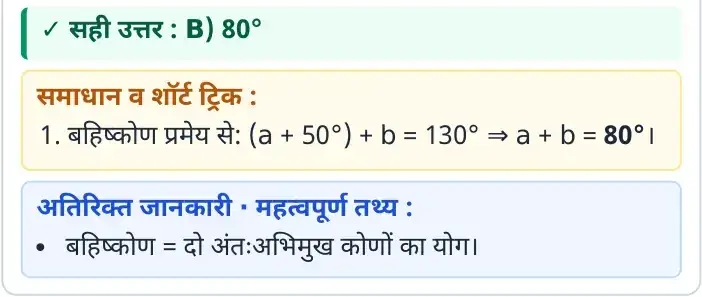 ✓ सही उत्तर : B) 80°
समाधान व शॉर्ट ट्रिक :
1. बहिष्कोण प्रमेय से: (a + 50°) + b = 130° ⇒ a + b = 80°।
अतिरिक्त जानकारी · महत्वपूर्ण तथ्य :
• बहिष्कोण = दो अंतःअभिमुख कोणों का योग।